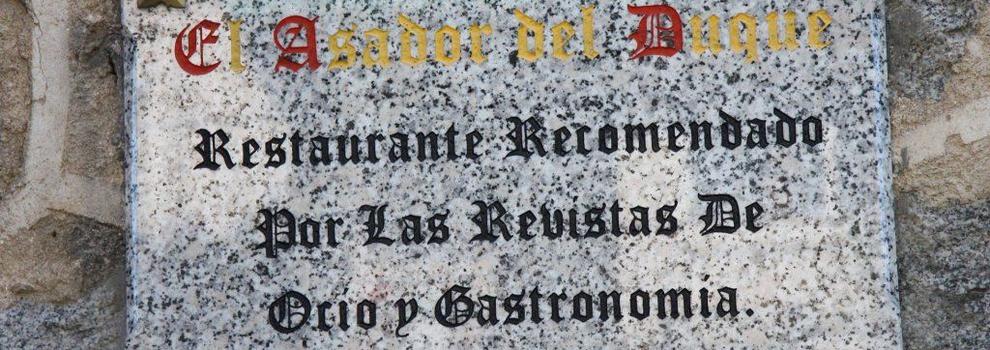 El Asador del Duque
Restaurante Recomendado
Por Las Revistas De
Ocio y Gastronomia.